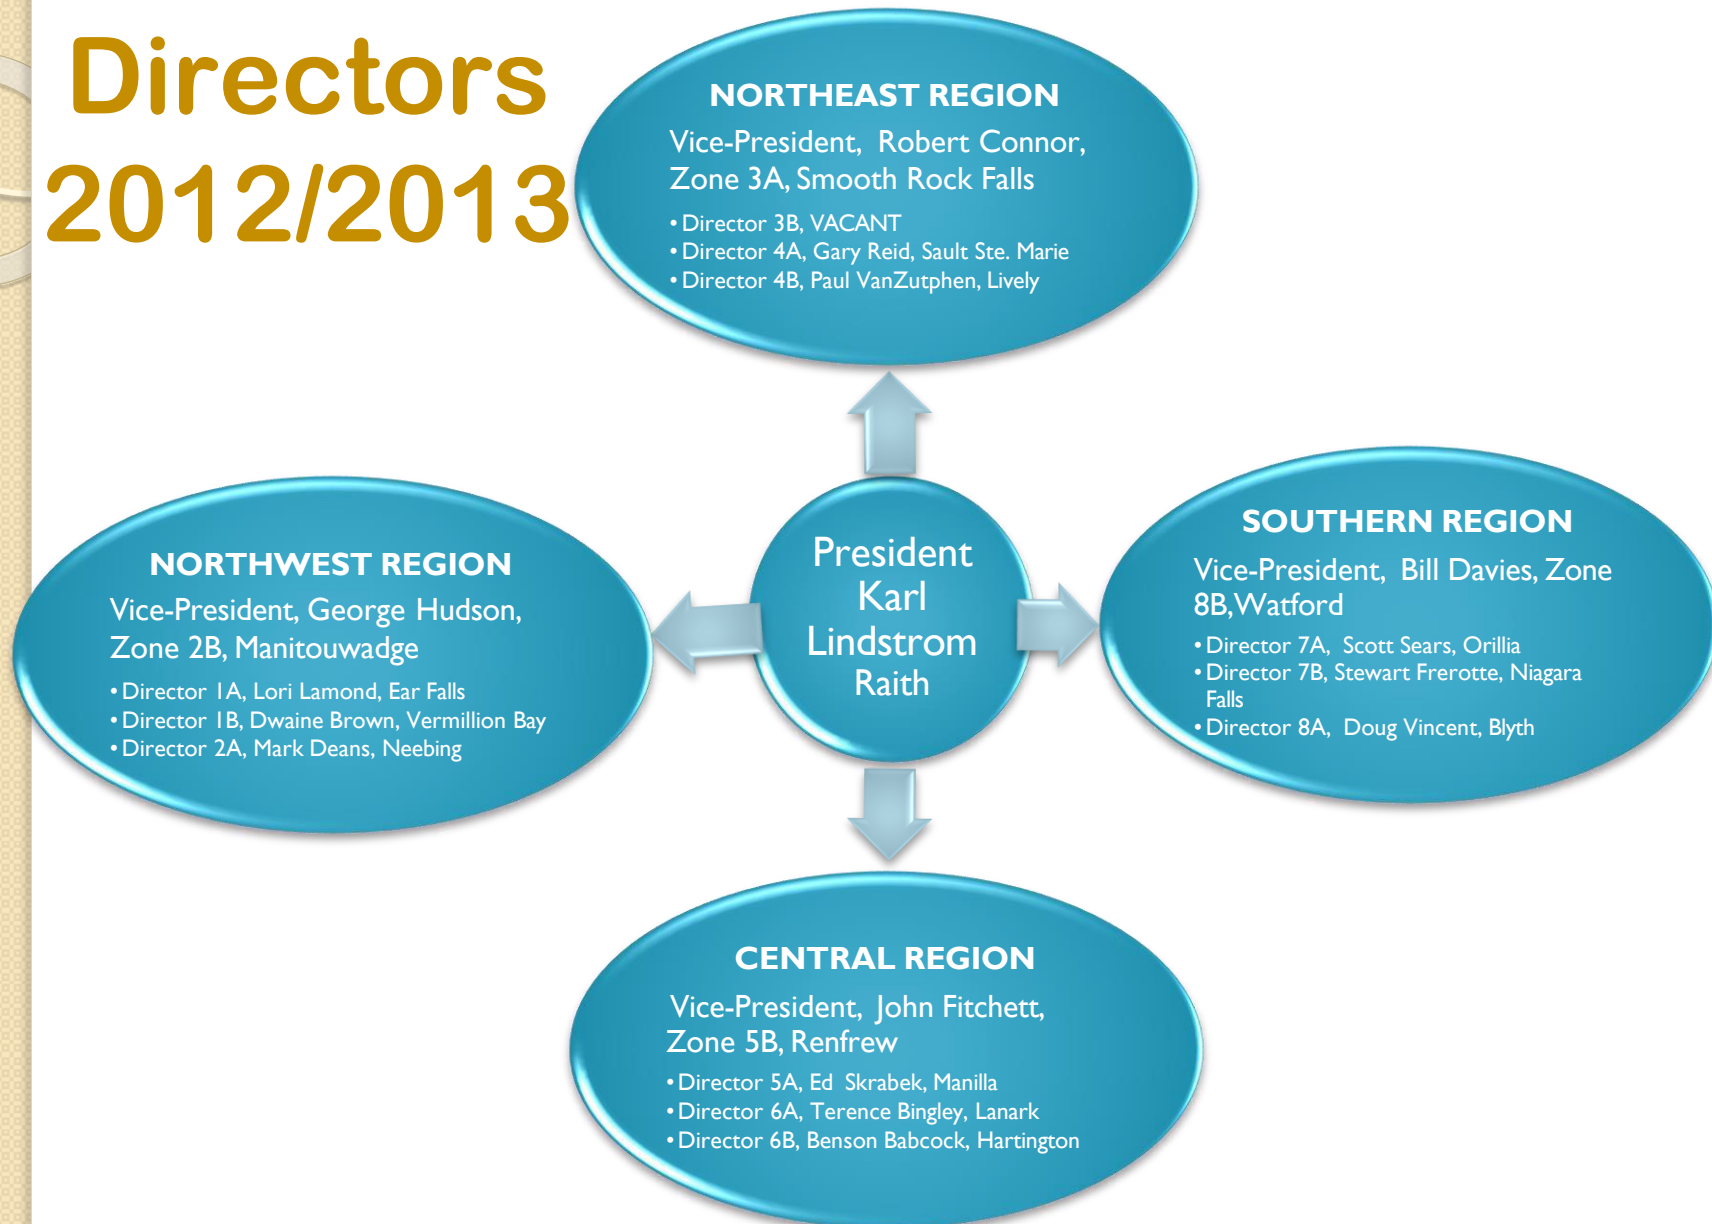 Directors
2012/2013
NORTHEAST REGION
Vice-President, Robert Connor,
Zone 3A, Smooth Rock Falls
• Director 3B, VACANT
• Director 4A, Gary Reid, Sault Ste. Marie
• Director 4B, Paul VanZutphen, Lively
NORTHWEST REGION
Vice-President, George Hudson,
Zone 2B, Manitouwadge
• Director 1A, Lori Lamond, Ear Falls
• Director 1B, Dwaine Brown, Vermillion Bay
• Director 2A, Mark Deans, Neebing
President
Karl
Lindstrom
Raith
SOUTHERN REGION
Vice-President, Bill Davies, Zone
8B, Watford
• Director 7A, Scott Sears, Orillia
• Director 7B, Stewart Frerotte, Niagara
Falls
• Director 8A, Doug Vincent, Blyth
CENTRAL REGION
Vice-President, John Fitchett,
Zone 5B, Renfrew
• Director 5A, Ed Skrabek, Manilla
• Director 6A, Terence Bingley, Lanark
• Director 6B, Benson Babcock, Hartington